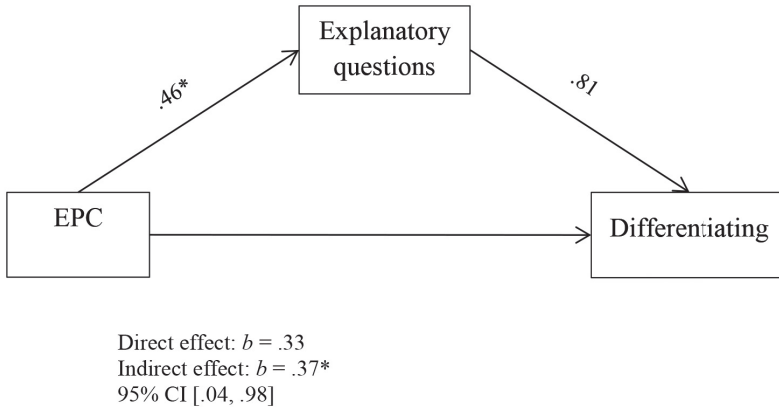 Explanatory
questions
.46*
.81
EPC
Differentiating
Direct effect: b = .33
Indirect effect: b = .37*
95% CI [.04, .98]